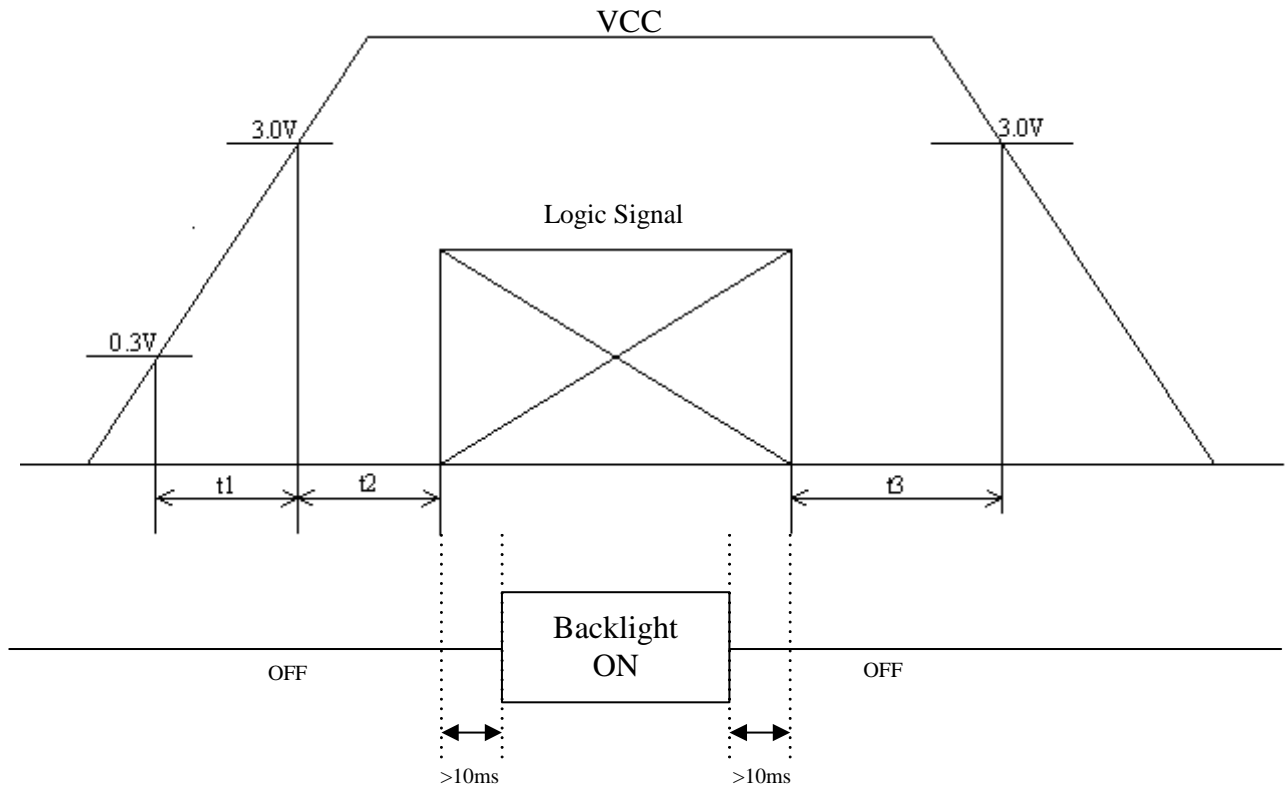 VCC
3.0V
3.0V
Logic Signal
0.3V
t1
t2
t3
Backlight
ON
OFF
OFF
>10ms
>10ms